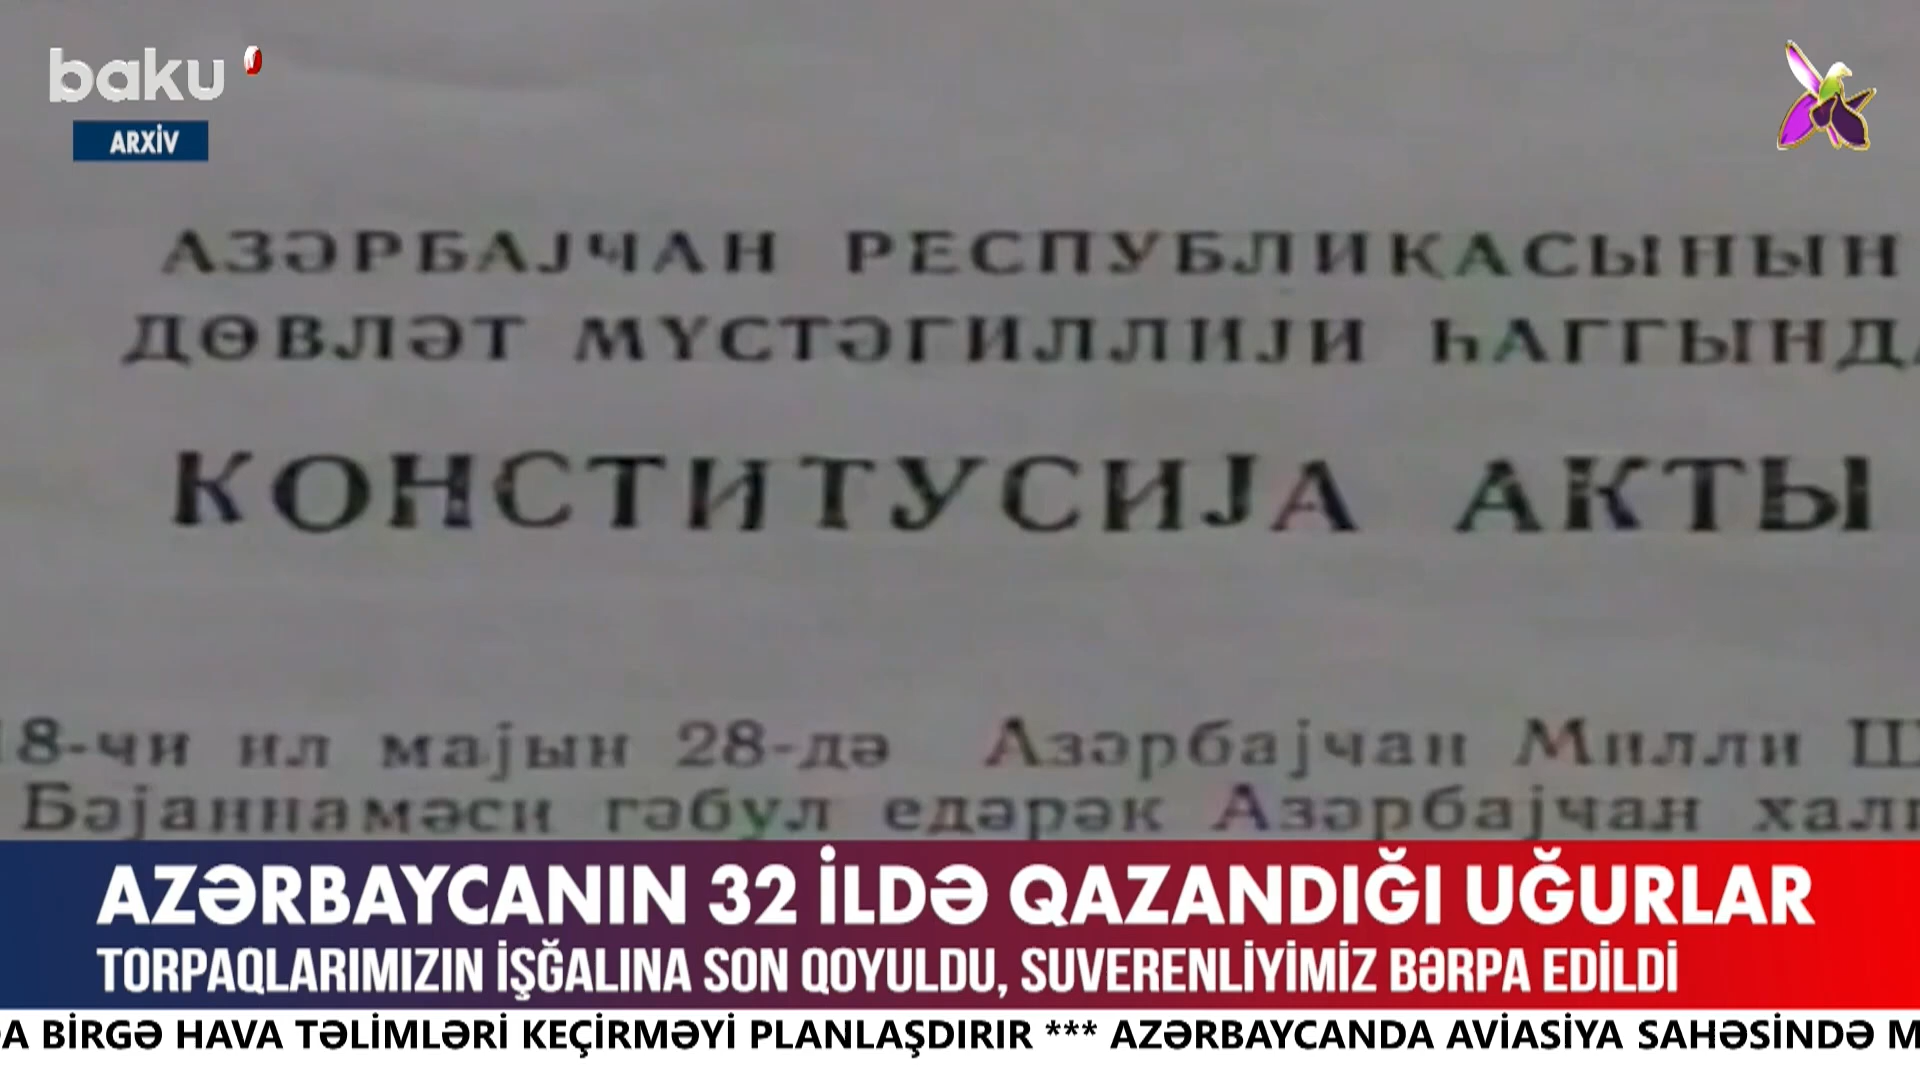 baku
ARXİV
АЗӘРБАЈЧАН РЕСПУБЛИКАСЫНЫН
ДӨВЛӘТ МҮСТӘГИЛЛИЈИ ҺАГГЫНДА
КОНСТИТУСИЈА АКТЫ
18-чи ил мајын 28-дә Азәрбајчан Милли Ш
Бәјаннамәси гәбул едәрәк Азәрбајчан хал
AZƏRBAYCANIN 32 İLDƏ QAZANDIĞI UĞURLAR
TORPAQLARIMIZIN İŞĞALINA SON QOYULDU, SUVERENLİYİMİZ BƏRPA EDİLDİ
DA BİRGƏ HAVA TƏLİMLƏRİ KEÇİRMƏYİ PLANLAŞDIRIR *** AZƏRBAYCANDA AVİASİYA SAHƏSİNDƏ M